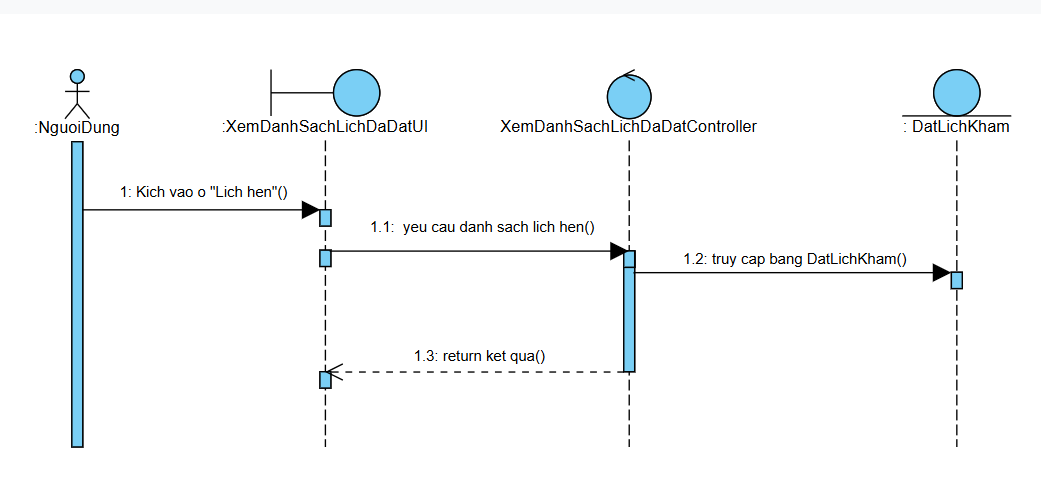 :NguoiDung
:XemDanhSachLichDaDatUI
XemDanhSachLichDaDatController
: DatLichKham
1: Kich vao o "Lich hen"()
1.1: yeu cau danh sach lich hen()
1.2: truy cap bang DatLichKham()
1.3: return ket qua()